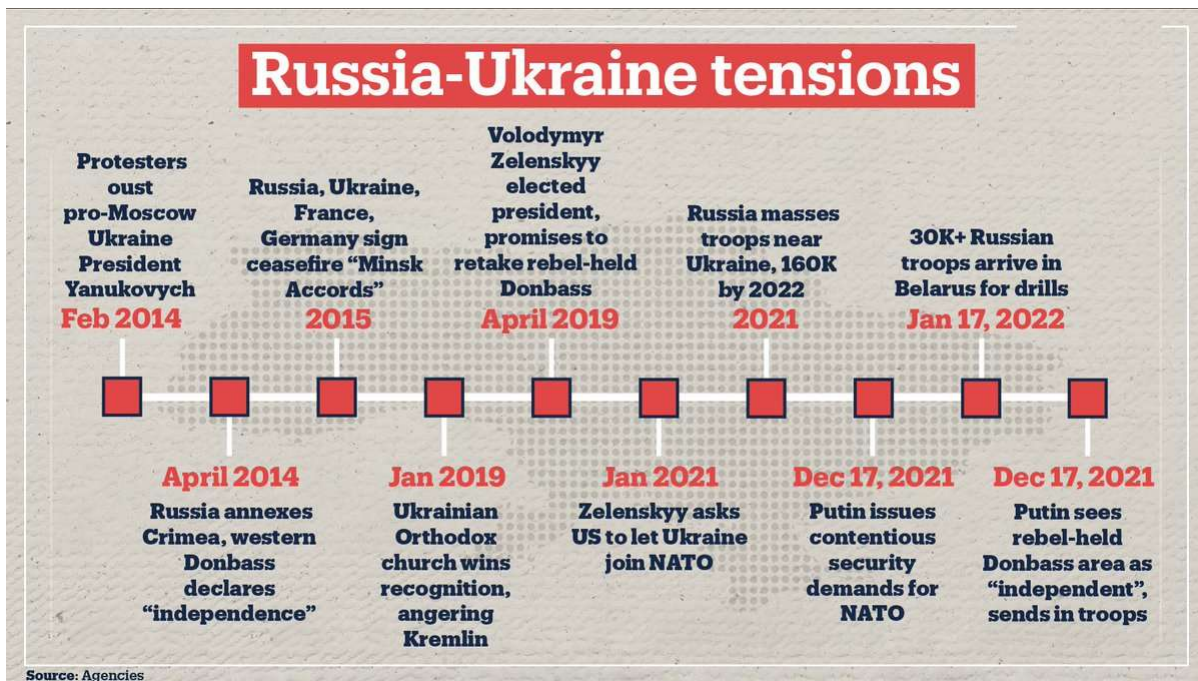 Russia-Ukraine tensions
Protesters
oust
pro-Moscow
Ukraine
President
Yanukovych
Feb 2014
April 2014
Russia annexes
Crimea, western
Donbass
declares
“independence”
Russia, Ukraine,
France,
Germany sign
ceasefire “Minsk
Accords”
2015
Jan 2019
Ukrainian
Orthodox
church wins
recognition,
angering
Kremlin
Volodymyr
Zelenskyy
elected
president,
promises to
retake rebel-held
Donbass
April 2019
Jan 2021
Zelenskyy asks
US to let Ukraine
join NATO
Russia masses
troops near
Ukraine, 160K
by 2022
2021
Dec 17, 2021
Putin issues
contentious
security
demands for
NATO
30K+ Russian
troops arrive in
Belarus for drills
Jan 17, 2022
Dec 17, 2021
Putin sees
rebel-held
Donbass area as
“independent”,
sends in troops
Source: Agencies